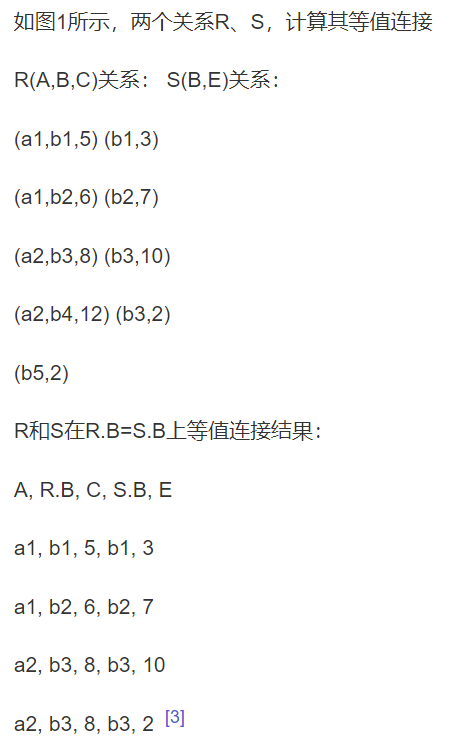 如图1所示，两个关系R、S，计算其等值连接
R(A,B,C)关系： S(B,E)关系：
(a1,b1,5) (b1,3)
(a1,b2,6) (b2,7)
(a2,b3,8) (b3,10)
(a2,b4,12) (b3,2)
(b5,2)
R和S在R.B=S.B上等值连接结果：
A, R.B, C, S.B, E
a1, b1, 5, b1, 3
a1, b2, 6, b2, 7
a2, b3, 8, b3, 10
a2, b3, 8, b3, 2 [3]